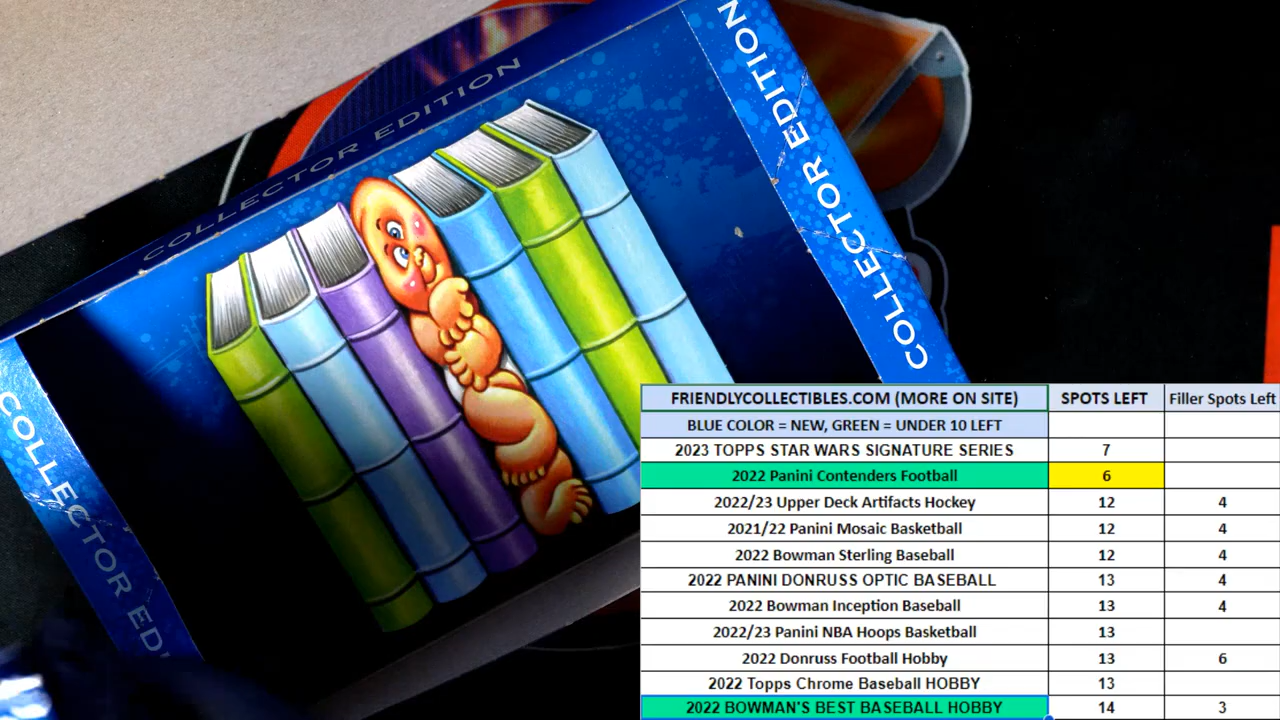 COLLECTOR EDITION
COLLECTOR EDITION
COLLECTOR EDI
FRIENDLYCOLLECTIBLES.COM (MORE ON SITE) SPOTS LEFT Filler Spots Left
BLUE COLOR = NEW, GREEN = UNDER 10 LEFT
2023 TOPPS STAR WARS SIGNATURE SERIES 7
2022 Panini Contenders Football 6
2022/23 Upper Deck Artifacts Hockey 12 4
2021/22 Panini Mosaic Basketball 12 4
2022 Bowman Sterling Baseball 12 4
2022 PANINI DONRUSS OPTIC BASEBALL 13 4
2022 Bowman Inception Baseball 13 4
2022/23 Panini NBA Hoops Basketball 13
2022 Donruss Football Hobby 13 6
2022 Topps Chrome Baseball HOBBY 13
2022 BOWMAN'S BEST BASEBALL HOBBY 14 3